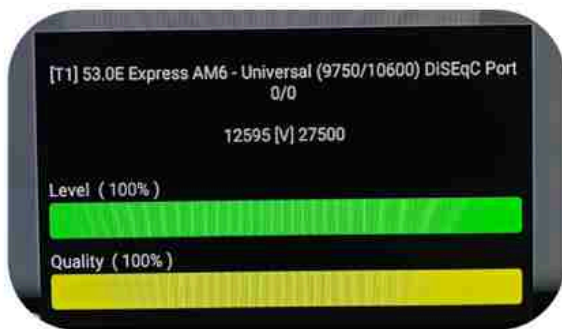 [T1] 53.0E Express AM6 - Universal (9750/10600) DiSEqC Port
0/0
12595 [V] 27500
Level ( 100% )
Quality ( 100% )